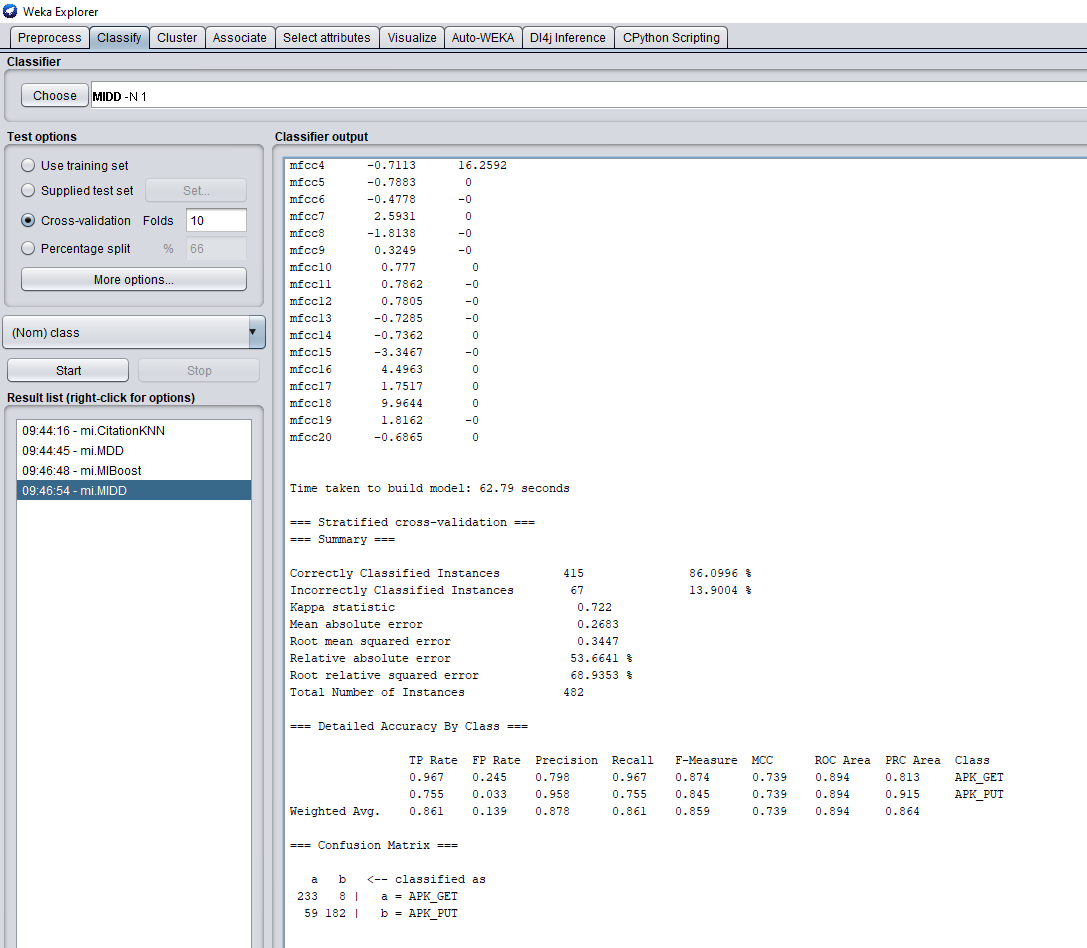 Weka Explorer
Preprocess Classify Cluster Associate Select attributes Visualize Auto-WEKA Dl4j Inference CPython Scripting
Classifier
Choose MIDD -N 1
Test options
Use training set
Supplied test set Set...
Cross-validation Folds 10
Percentage split % 66
More options...
(Nom) class
Start Stop
Result list (right-click for options)
09:44:16 - mi.CitationKNN
09:44:45 - mi.MDD
09:46:48 - mi.MIBoost
09:46:54 - mi.MIDD
Classifier output
mfcc4 -0.7113 16.2592
mfcc5 -0.7883 0
mfcc6 -0.4778 -0
mfcc7 2.5931 0
mfcc8 -1.8138 -0
mfcc9 0.3249 -0
mfcc10 0.777 0
mfcc11 0.7862 -0
mfcc12 0.7805 -0
mfcc13 -0.7285 -0
mfcc14 -0.7362 0
mfcc15 -3.3467 -0
mfcc16 4.4963 0
mfcc17 1.7517 0
mfcc18 9.9644 0
mfcc19 1.8162 -0
mfcc20 -0.6865 0
Time taken to build model: 62.79 seconds
=== Stratified cross-validation ===
=== Summary ===
Correctly Classified Instances 415 86.0996 %
Incorrectly Classified Instances 67 13.9004 %
Kappa statistic 0.722
Mean absolute error 0.2683
Root mean squared error 0.3447
Relative absolute error 53.6641 %
Root relative squared error 68.9353 %
Total Number of Instances 482
=== Detailed Accuracy By Class ===
TP Rate FP Rate Precision Recall F-Measure MCC ROC Area PRC Area Class
0.967 0.245 0.798 0.967 0.874 0.739 0.894 0.813 APK_GET
0.755 0.033 0.958 0.755 0.845 0.739 0.894 0.915 APK_PUT
Weighted Avg. 0.861 0.139 0.878 0.861 0.859 0.739 0.894 0.864
=== Confusion Matrix ===
a b <-- classified as
233 8 | a = APK_GET
59 182 | b = APK_PUT